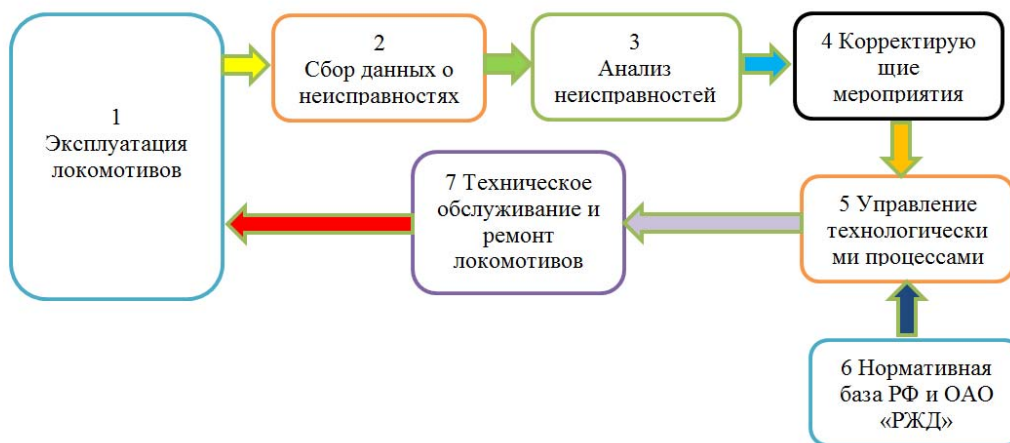 1
Эксплуатация
локомотивов
2
Сбор данных о
неисправностях
3
Анализ
неисправностей
4 Корректирую
щие
мероприятия
5 Управление
технологически
ми процессами
6 Нормативная
база РФ и ОАО
«РЖД»
7 Техническое
обслуживание и
ремонт
локомотивов